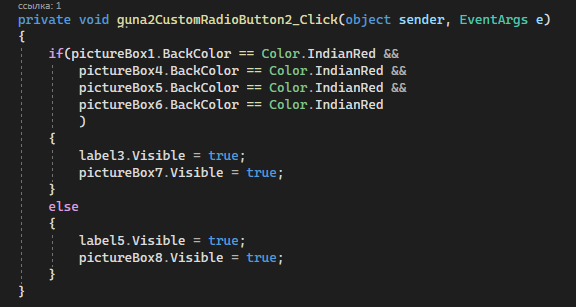 ссылка: 1
private void guna2CustomRadioButton2_Click(object sender, EventArgs e)
{
if(pictureBox1.BackColor == Color.IndianRed &&
pictureBox4.BackColor == Color.IndianRed &&
pictureBox5.BackColor == Color.IndianRed &&
pictureBox6.BackColor == Color.IndianRed
)
{
label3.Visible = true;
pictureBox7.Visible = true;
}
else
{
label5.Visible = true;
pictureBox8.Visible = true;
}
}